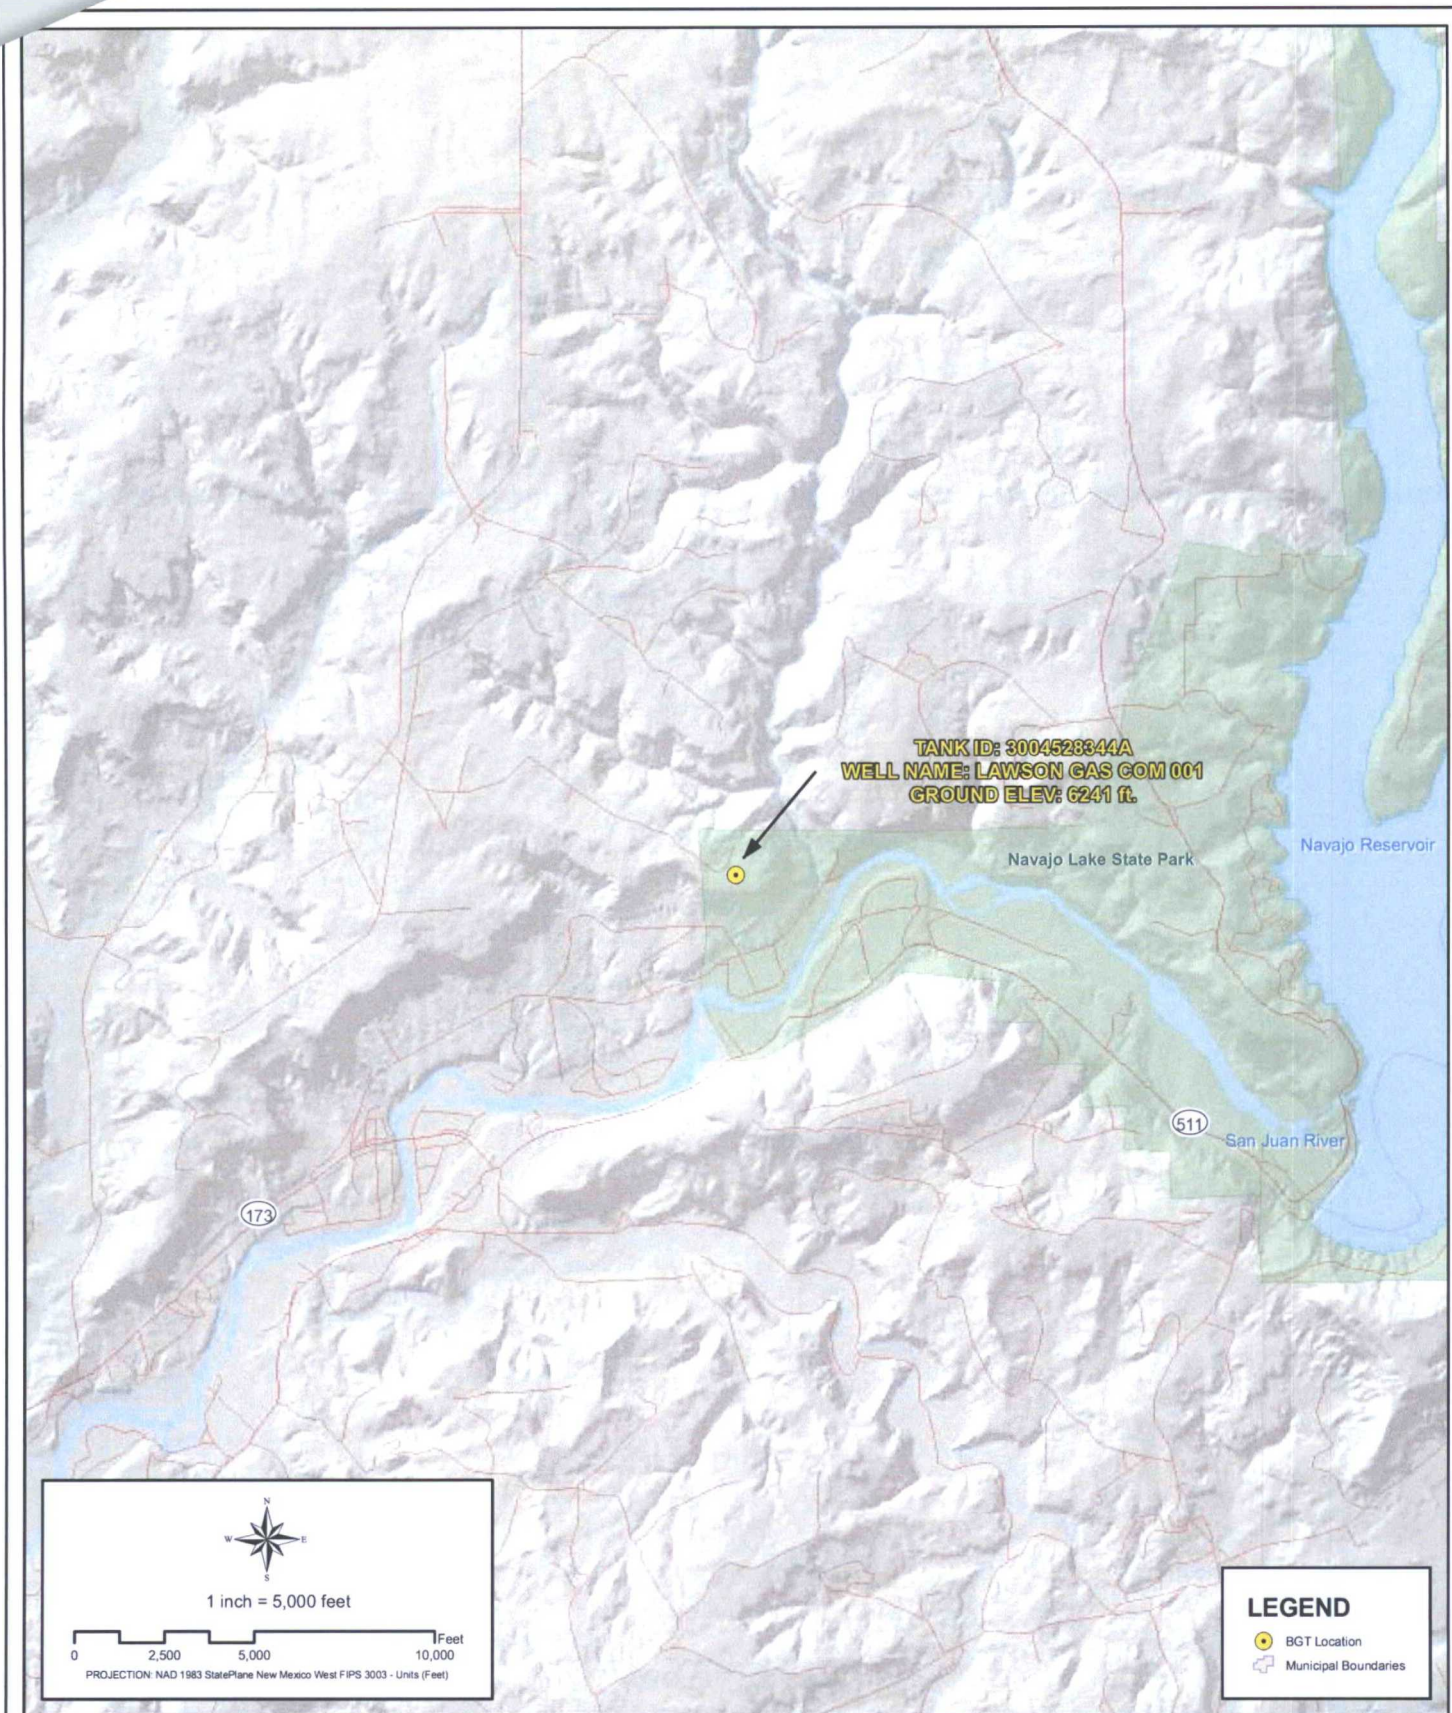 TANK ID: 3004528344A
WELL NAME: LAWSON GAS COM 001
GROUND ELEV: 6241 ft.
Navajo Lake State Park
Navajo Reservoir
511
San Juan River
173
N
W E
S
1 inch = 5,000 feet
Feet
0 2,500 5,000 10,000
PROJECTION: NAD 1983 StatePlane New Mexico West FIPS 3003 - Units (Feet)
LEGEND
BGT Location
Municipal Boundaries